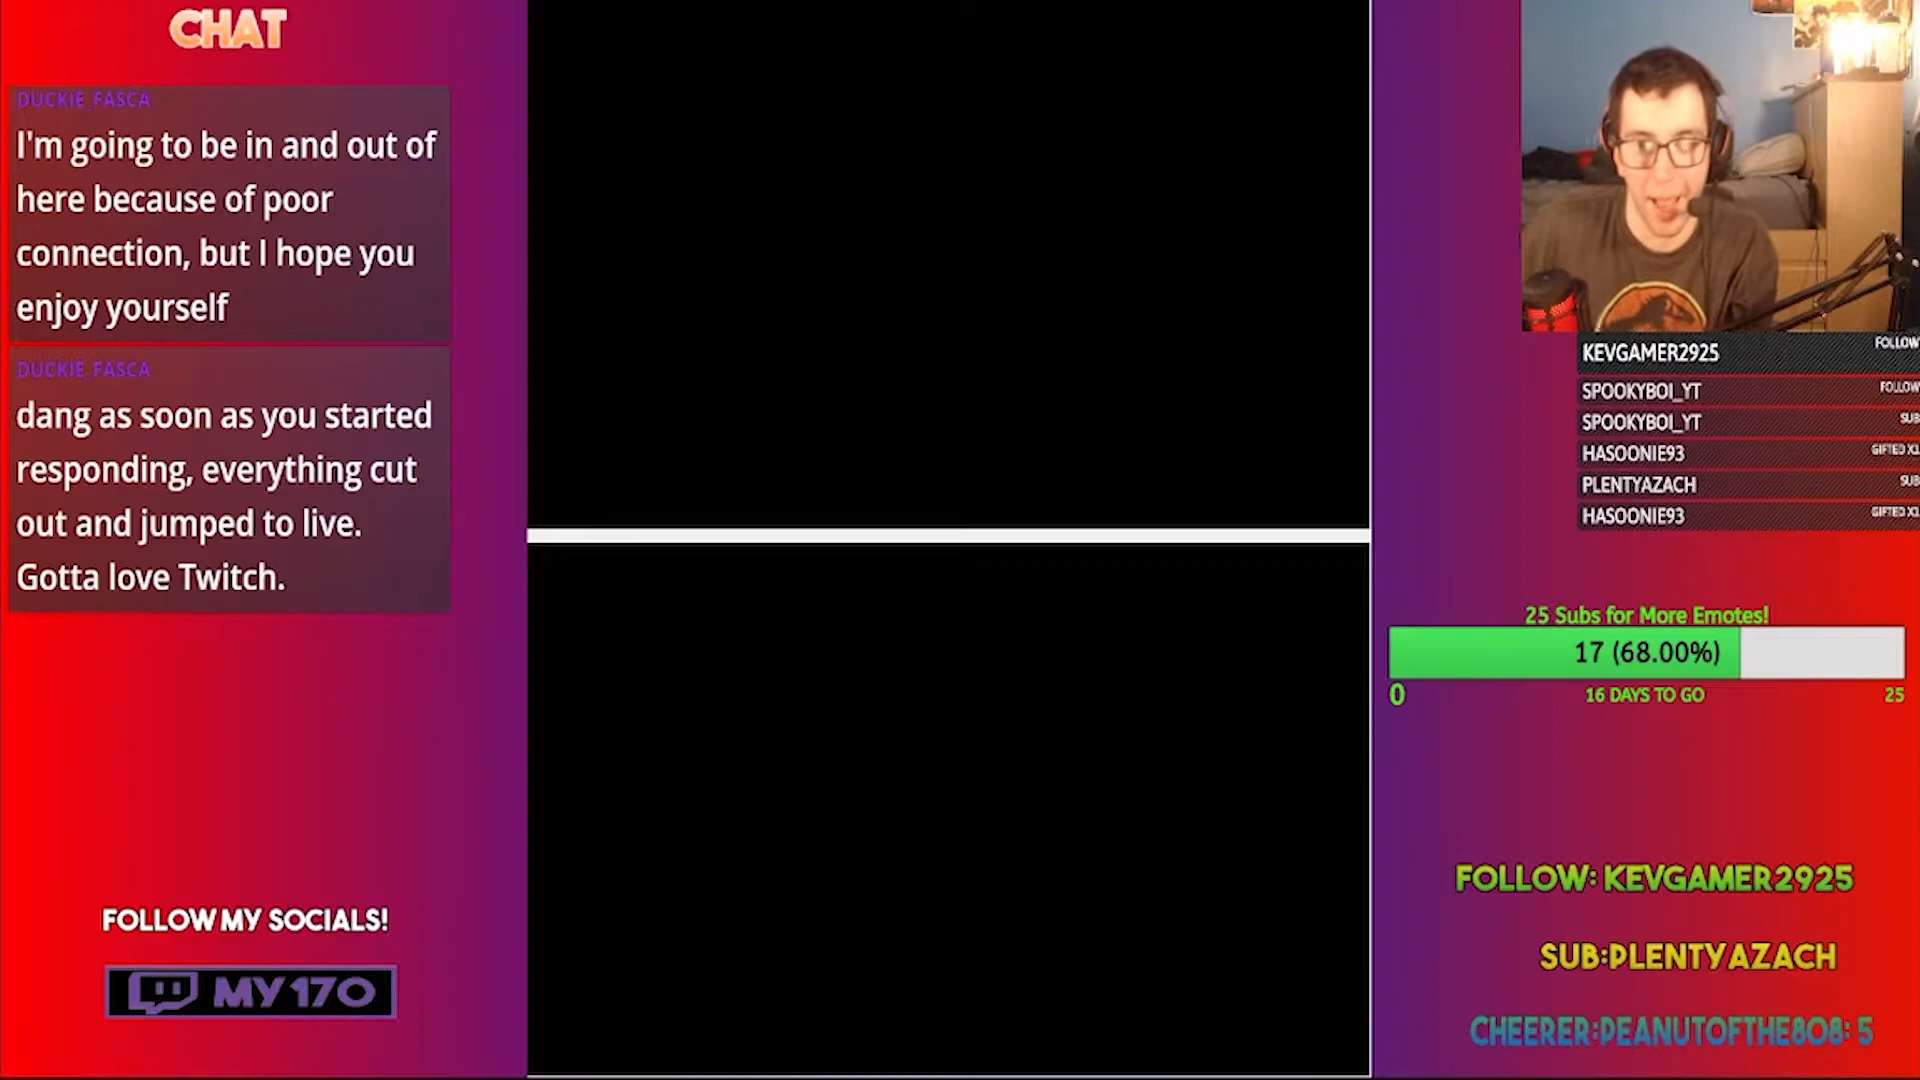 CHAT
DUCKIE_FASCA
I'm going to be in and out of
here because of poor
connection, but I hope you
enjoy yourself
DUCKIE_FASCA
dang as soon as you started
responding, everything cut
out and jumped to live.
Gotta love Twitch.
FOLLOW MY SOCIALS!
MY170
KEVGAMER2925 FOLLOW
SPOOKYBOI_YT FOLLOW
SPOOKYBOI_YT SUB
HASOONIE93 GIFTED X1
PLENTYAZACH SUB
HASOONIE93 GIFTED X1
25 Subs for More Emotes!
17 (68.00%)
0 16 DAYS TO GO 25
FOLLOW: KEVGAMER2925
SUB:PLENTYAZACH
CHEERER:PEANUTOFTHE808: 5